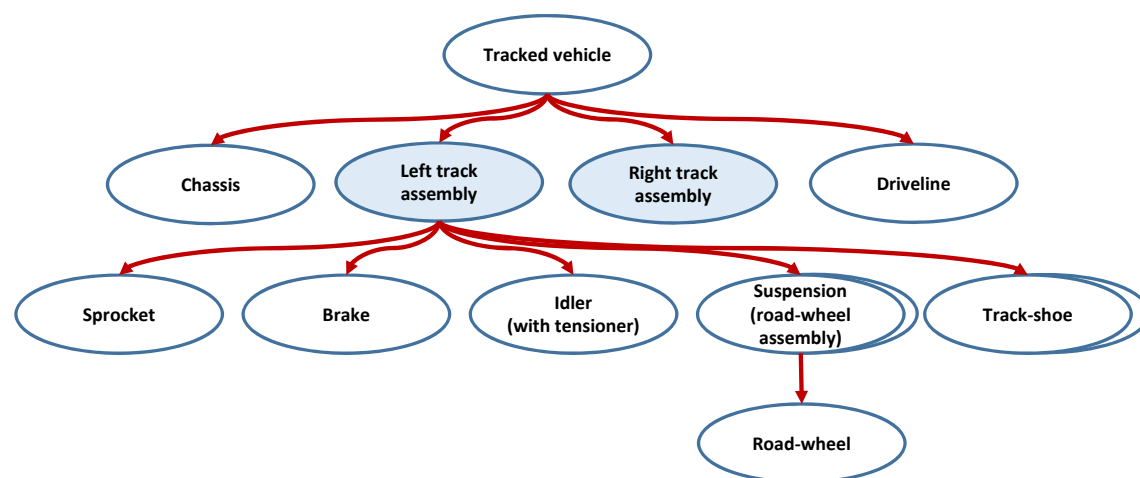 Tracked vehicle
Chassis
Left track
assembly
Right track
assembly
Driveline
Sprocket
Brake
Idler
(with tensioner)
Suspension
(road-wheel
assembly)
Track-shoe
Road-wheel